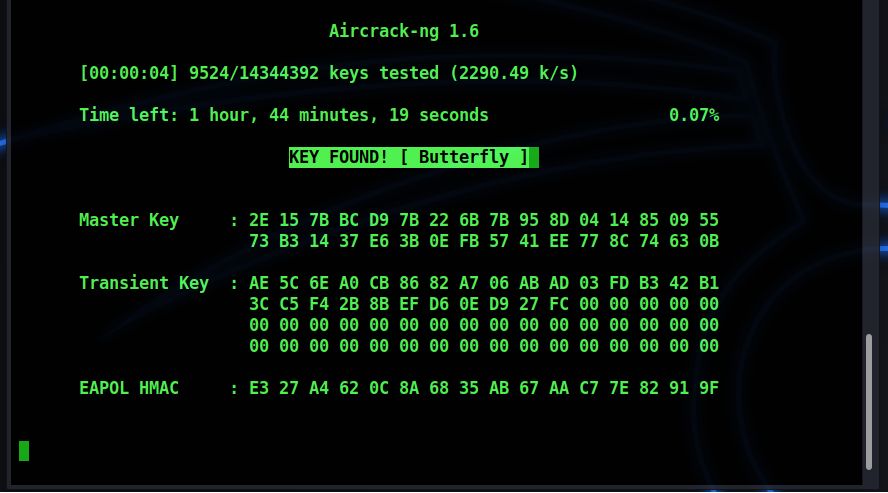 Aircrack-ng 1.6
[00:00:04] 9524/14344392 keys tested (2290.49 k/s)
Time left: 1 hour, 44 minutes, 19 seconds 0.07%
KEY FOUND! [ Butterfly ]
Master Key : 2E 15 7B BC D9 7B 22 6B 7B 95 8D 04 14 85 09 55
73 B3 14 37 E6 3B 0E FB 57 41 EE 77 8C 74 63 0B
Transient Key : AE 5C 6E A0 CB 86 82 A7 06 AB AD 03 FD B3 42 B1
3C C5 F4 2B 8B EF D6 0E D9 27 FC 00 00 00 00 00
00 00 00 00 00 00 00 00 00 00 00 00 00 00 00 00
00 00 00 00 00 00 00 00 00 00 00 00 00 00 00 00
EAPOL HMAC : E3 27 A4 62 0C 8A 68 35 AB 67 AA C7 7E 82 91 9F